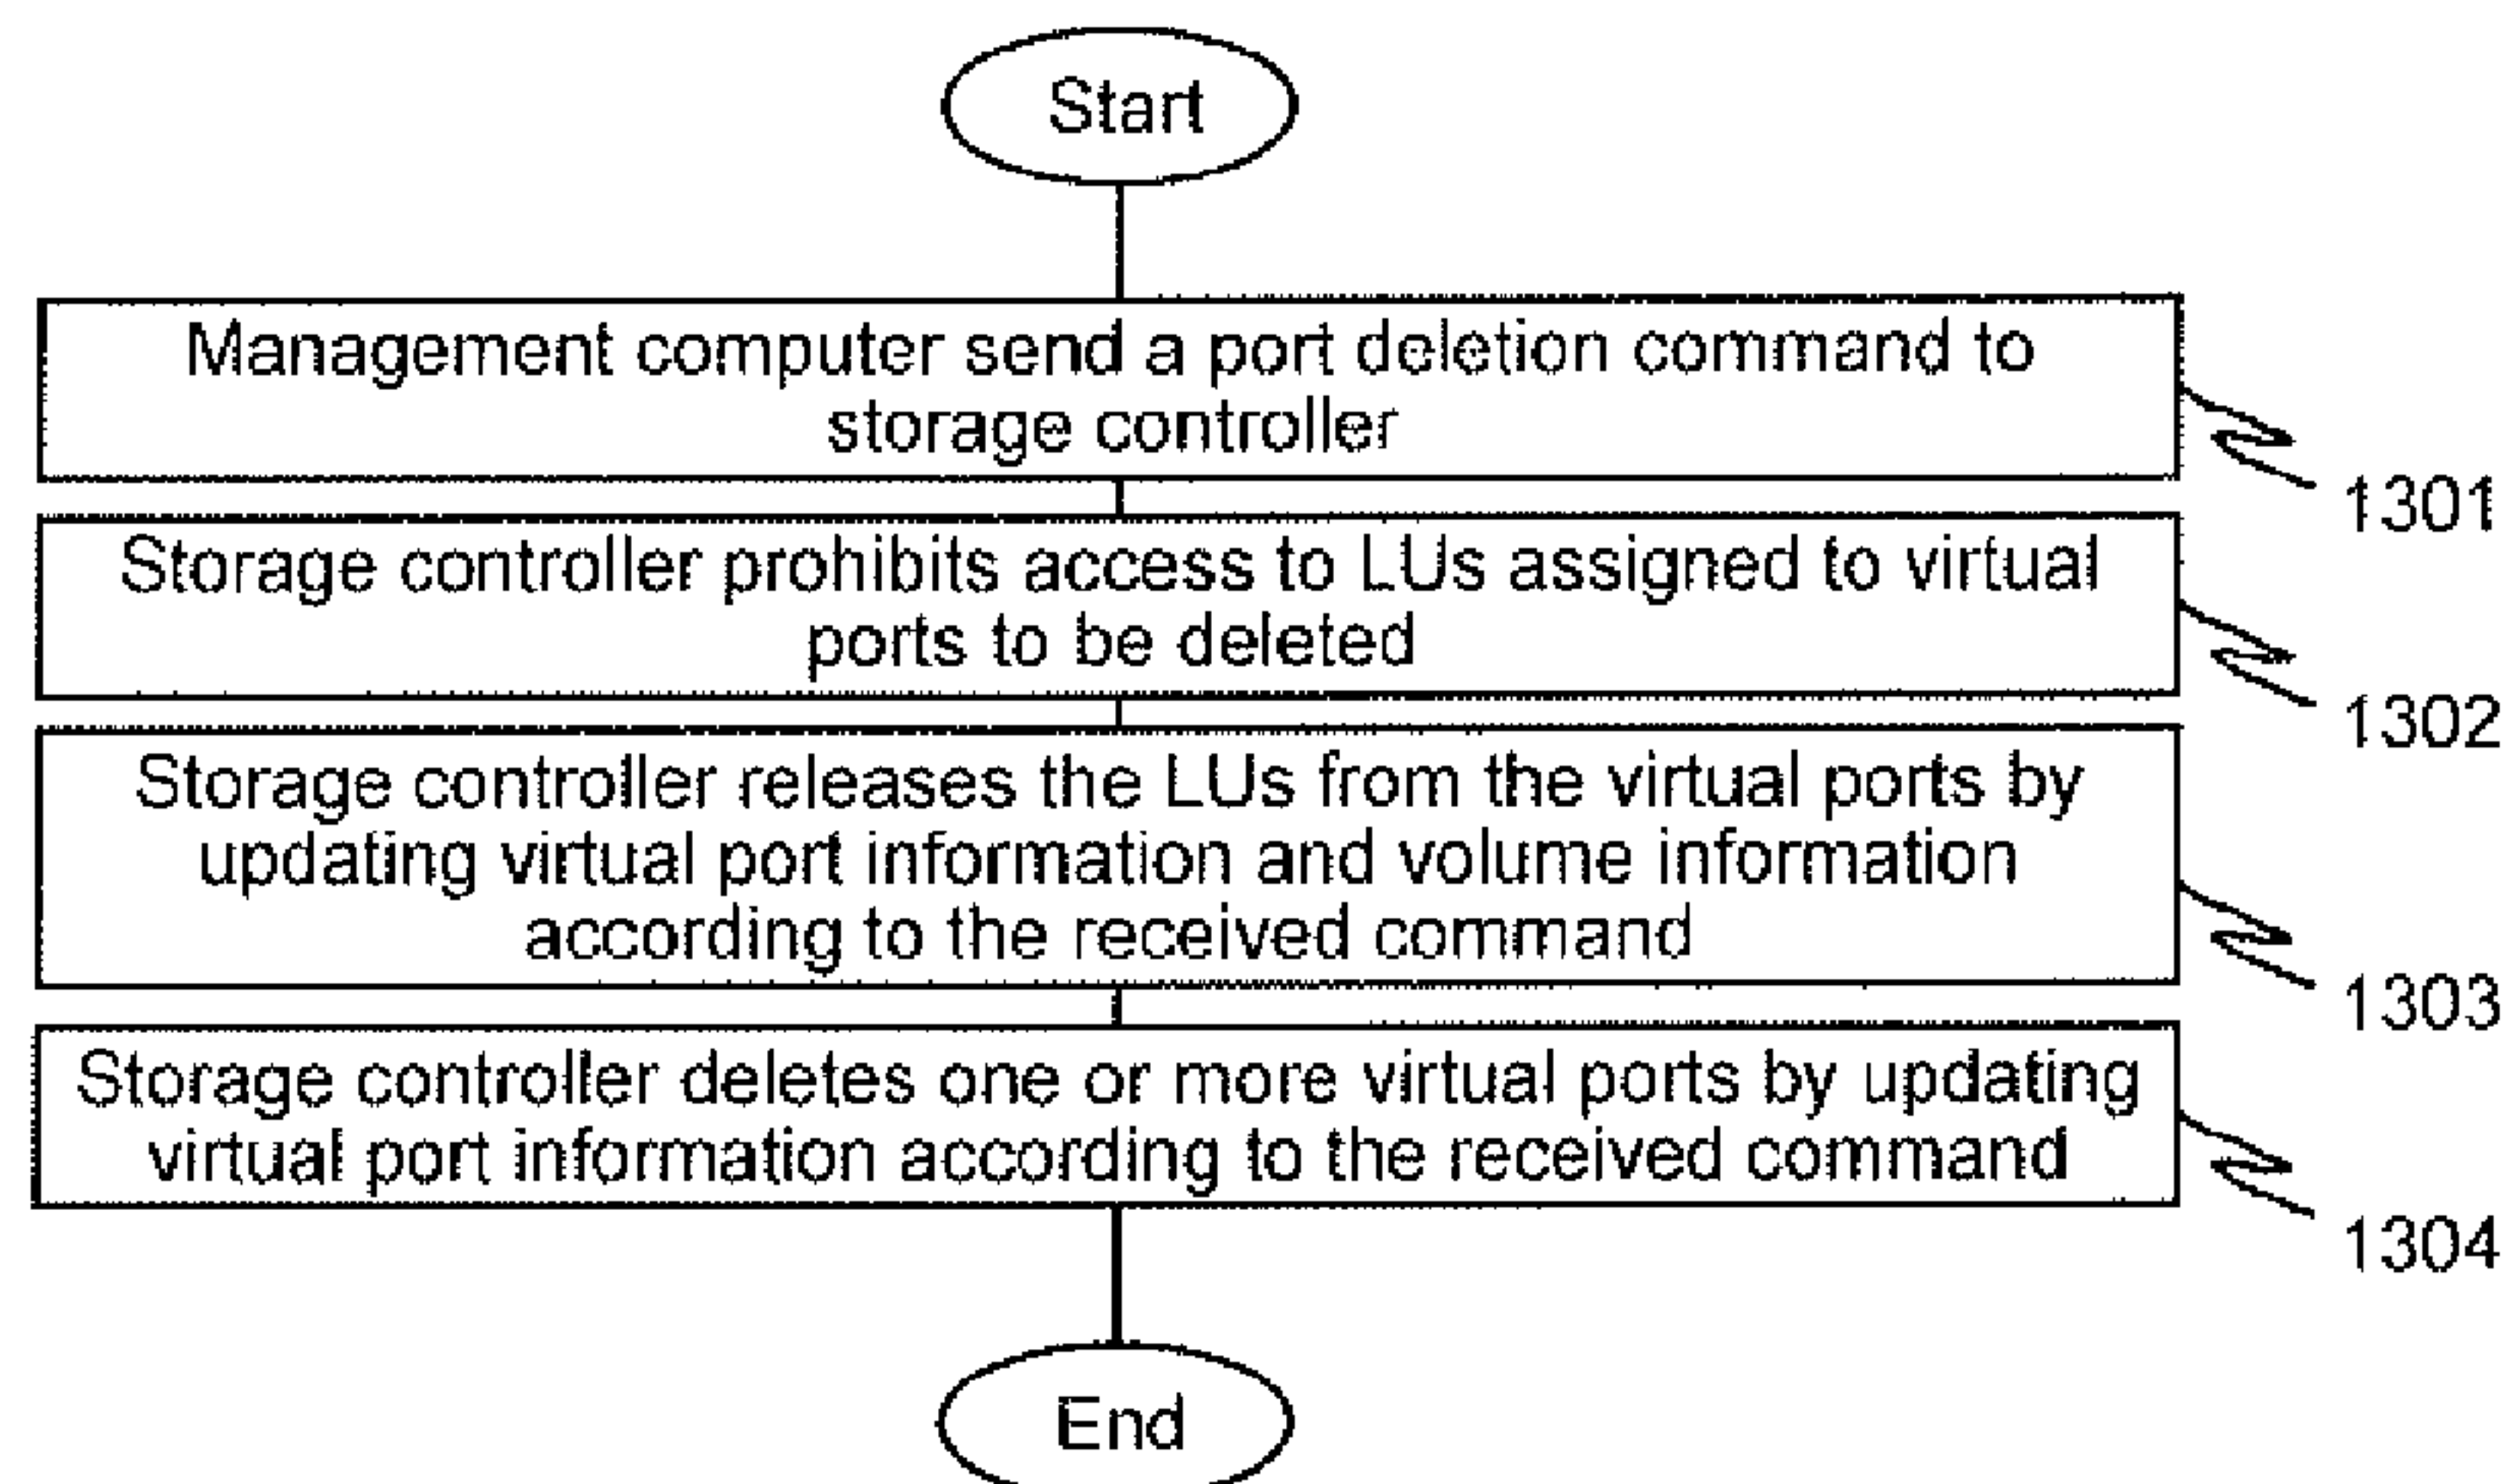 Start
Management computer send a port deletion command to
storage controller
1301
Storage controller prohibits access to LUs assigned to virtual
ports to be deleted
1302
Storage controller releases the LUs from the virtual ports by
updating virtual port information and volume information
according to the received command
1303
Storage controller deletes one or more virtual ports by updating
virtual port information according to the received command
1304
End